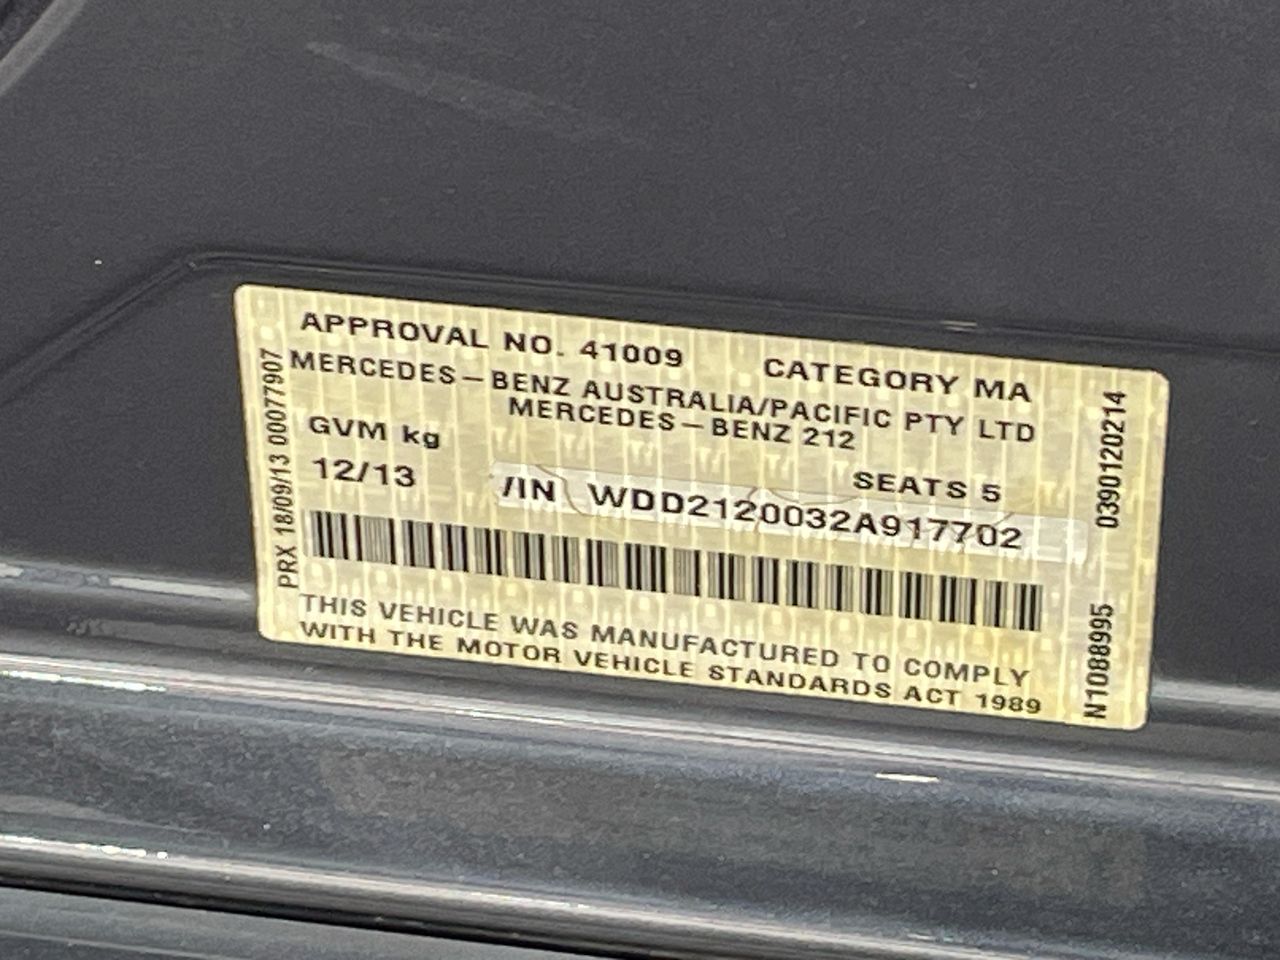 APPROVAL NO. 41009 CATEGORY MA
MERCEDES-BENZ AUSTRALIA/PACIFIC PTY LTD
MERCEDES-BENZ 212
GVM kg
SEATS 5
12/13
/IN WDD2120032A917702
THIS VEHICLE WAS MANUFACTURED TO COMPLY
WITH THE MOTOR VEHICLE STANDARDS ACT 1989
PRX 18/09/13 00077907
0390120214
N1088995